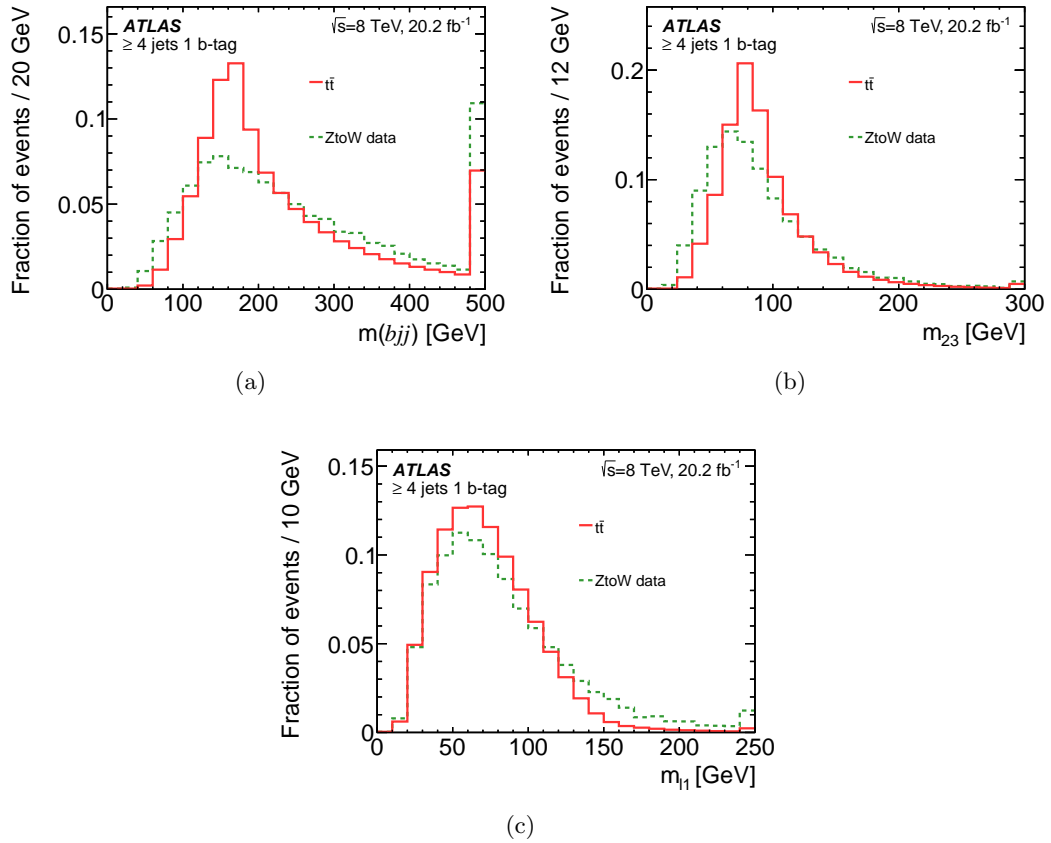 ATLAS
√s=8 TeV, 20.2 fb⁻¹
≥ 4 jets 1 b-tag
tt̄
ZtoW data
Fraction of events / 20 GeV
0.15
0.1
0.05
0
0 100 200 300 400 500
m(bjj) [GeV]
(a)
ATLAS
√s=8 TeV, 20.2 fb⁻¹
≥ 4 jets 1 b-tag
tt̄
ZtoW data
Fraction of events / 12 GeV
0.2
0.1
0
0 100 200 300
m₂₃ [GeV]
(b)
ATLAS
√s=8 TeV, 20.2 fb⁻¹
≥ 4 jets 1 b-tag
tt̄
ZtoW data
Fraction of events / 10 GeV
0.15
0.1
0.05
0
0 50 100 150 200 250
m_l1 [GeV]
(c)